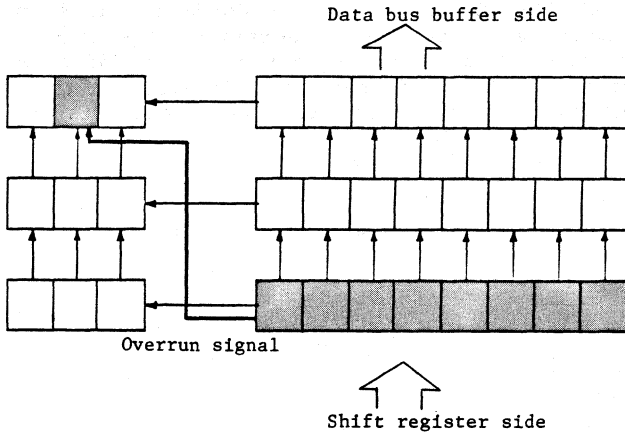 Data bus buffer side
Overrun signal
Shift register side